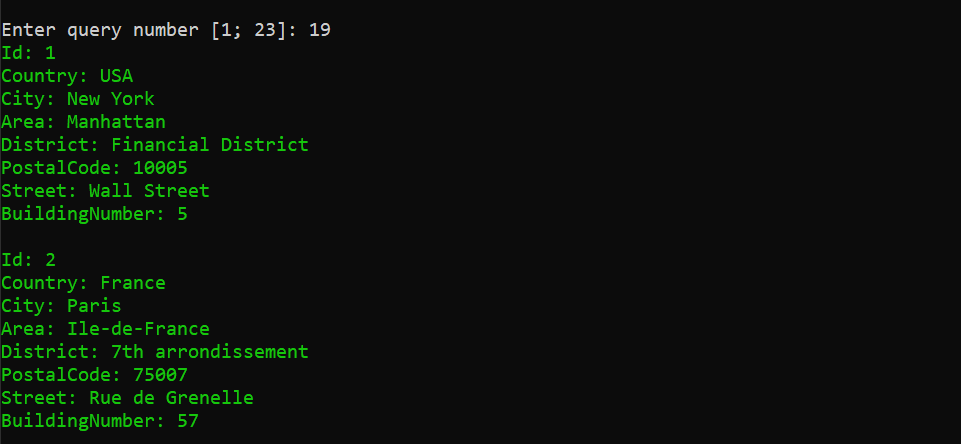 Enter query number [1; 23]: 19
Id: 1
Country: USA
City: New York
Area: Manhattan
District: Financial District
PostalCode: 10005
Street: Wall Street
BuildingNumber: 5
Id: 2
Country: France
City: Paris
Area: Ile-de-France
District: 7th arrondissement
PostalCode: 75007
Street: Rue de Grenelle
BuildingNumber: 57